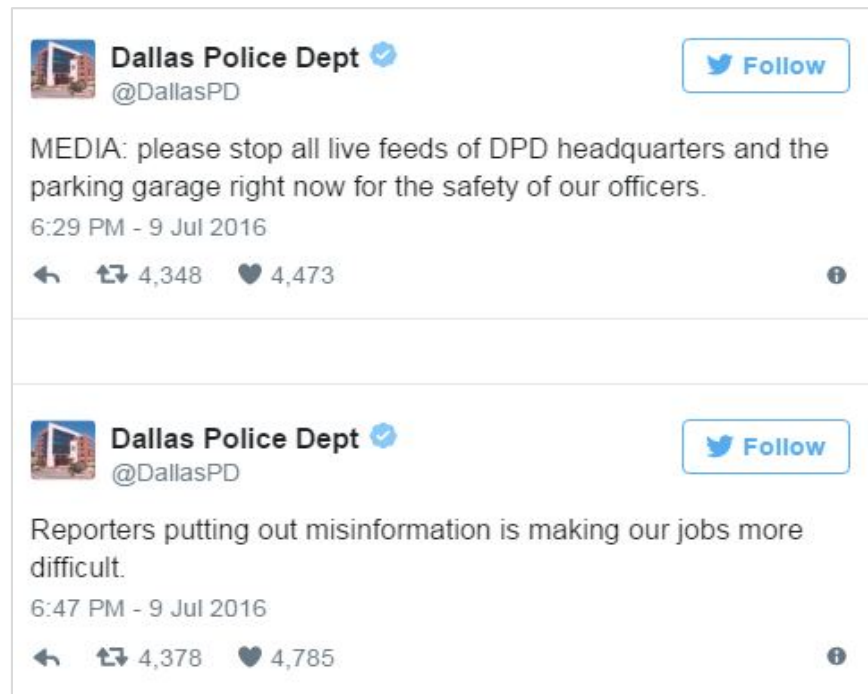 Dallas Police Dept
Follow
@DallasPD
MEDIA: please stop all live feeds of DPD headquarters and the
parking garage right now for the safety of our officers.
6:29 PM - 9 Jul 2016
4,348 4,473
Dallas Police Dept
Follow
@DallasPD
Reporters putting out misinformation is making our jobs more
difficult.
6:47 PM - 9 Jul 2016
4,378 4,785